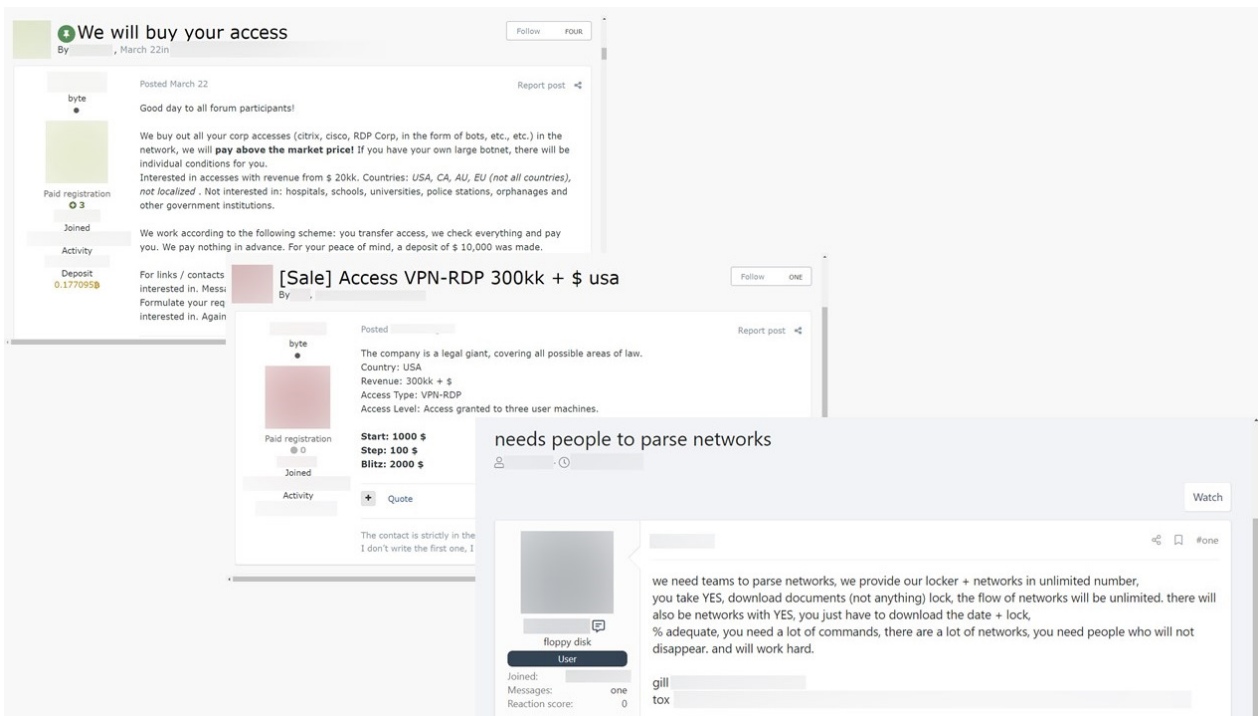 We will buy your access
By , March 22in
Follow FOUR
byte
Paid registration
3
Joined
Activity
Deposit
0.177095฿
Posted March 22
Report post
Good day to all forum participants!
We buy out all your corp accesses (citrix, cisco, RDP Corp, in the form of bots, etc., etc.) in the
network, we will pay above the market price! If you have your own large botnet, there will be
individual conditions for you.
Interested in accesses with revenue from $ 20kk. Countries: USA, CA, AU, EU (not all countries),
not localized . Not interested in: hospitals, schools, universities, police stations, orphanages and
other government institutions.
We work according to the following scheme: you transfer access, we check everything and pay
you. We pay nothing in advance. For your peace of mind, a deposit of $ 10,000 was made.
For links / contacts
interested in. Messa
Formulate your req
interested in. Again
[Sale] Access VPN-RDP 300kk + $ usa
By ,
Follow ONE
byte
Paid registration
0
Joined
Activity
Posted
Report post
The company is a legal giant, covering all possible areas of law.
Country: USA
Revenue: 300kk + $
Access Type: VPN-RDP
Access Level: Access granted to three user machines.
Start: 1000 $
Step: 100 $
Blitz: 2000 $
+ Quote
The contact is strictly in the
I don't write the first one, I
needs people to parse networks
Watch
floppy disk
User
Joined:
Messages: one
Reaction score: 0
#one
we need teams to parse networks, we provide our locker + networks in unlimited number,
you take YES, download documents (not anything) lock, the flow of networks will be unlimited. there will
also be networks with YES, you just have to download the date + lock,
% adequate, you need a lot of commands, there are a lot of networks, you need people who will not
disappear. and will work hard.
gill
tox